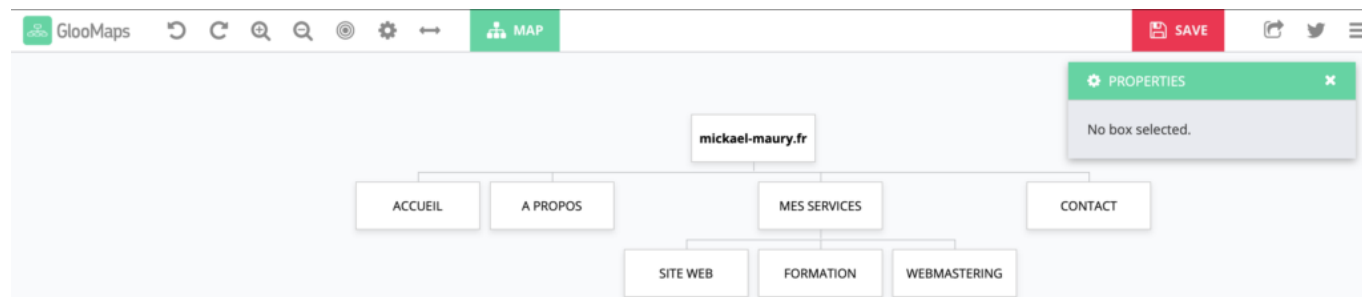 GlooMaps
MAP
SAVE
PROPERTIES
No box selected.
mickael-maury.fr
ACCUEIL
A PROPOS
MES SERVICES
CONTACT
SITE WEB
FORMATION
WEBMASTERING